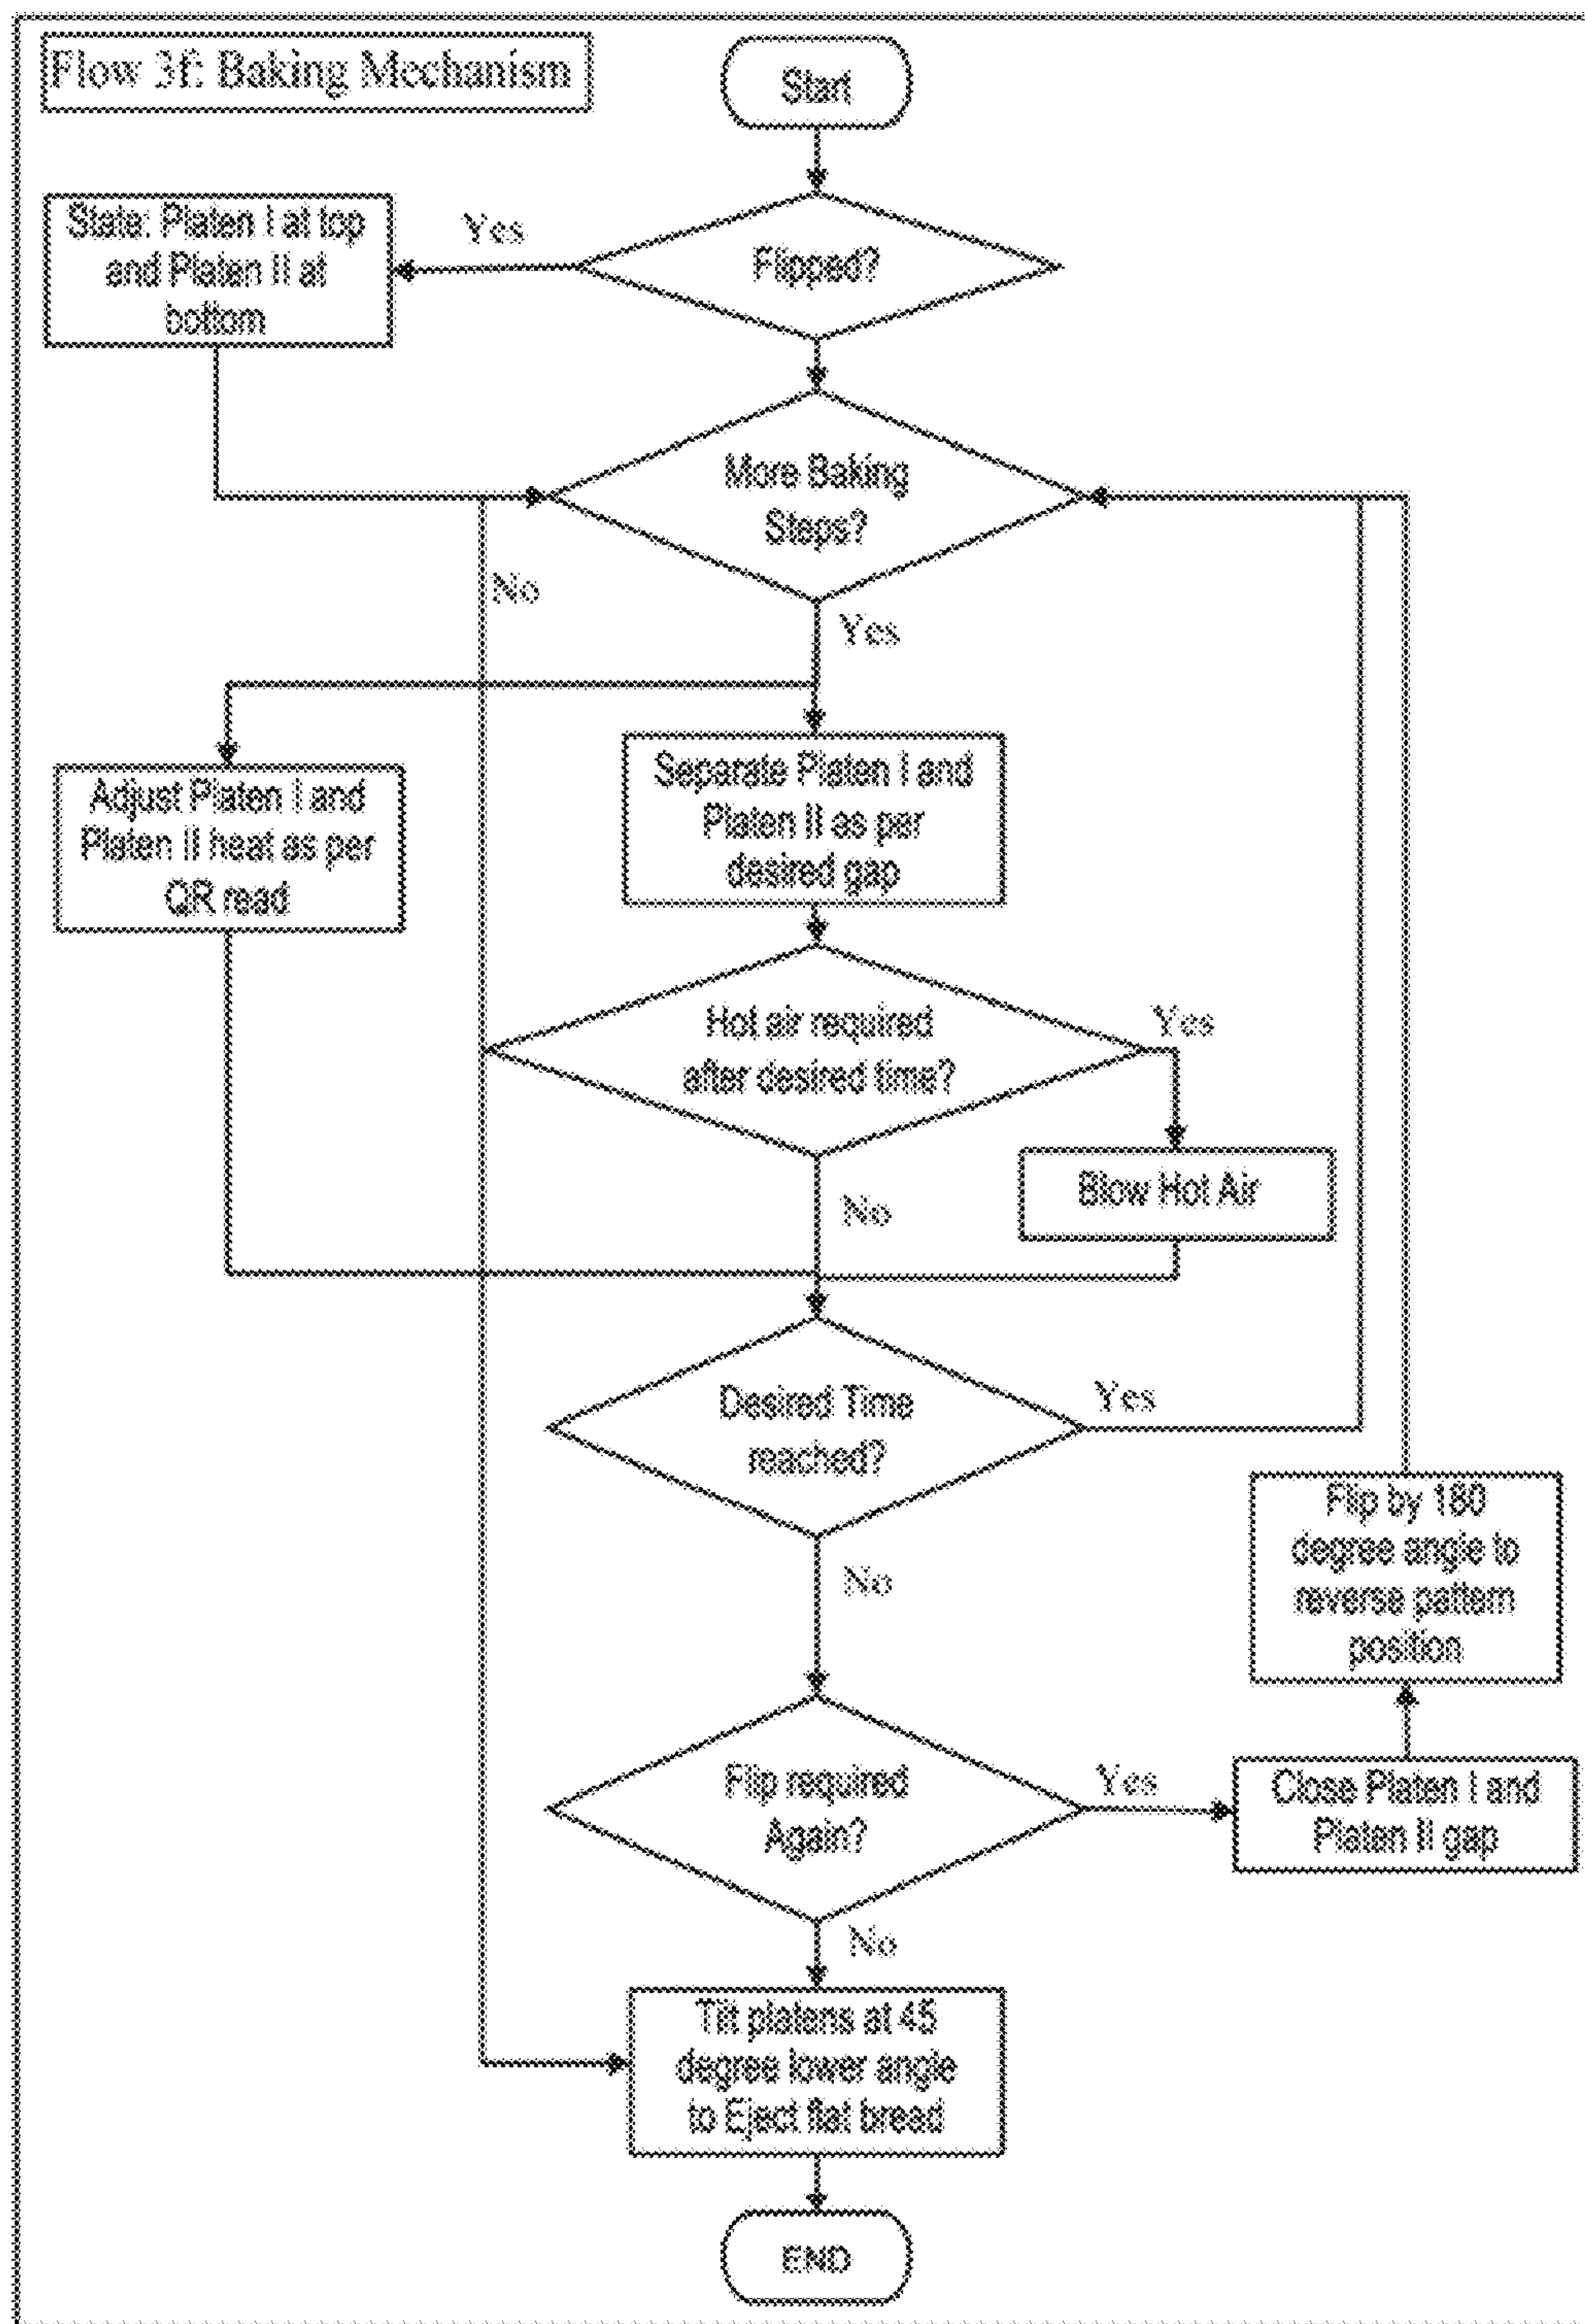 Flow 3f: Baking Mechanism
Start
State: Platen I at top
and Platen II at
bottom
Yes
Flipped?
More Baking
Steps?
No
Yes
Adjust Platen I and
Platen II heat as per
QR read
Separate Platen I and
Platen II as per
desired gap
Hot air required
after desired time?
Yes
Blow Hot Air
No
Desired Time
reached?
Yes
No
Flip by 180
degree angle to
reverse pattern
position
Flip required
Again?
Yes
Close Platen I and
Platen II gap
No
Tilt platens at 45
degree lower angle
to Eject flat bread
END